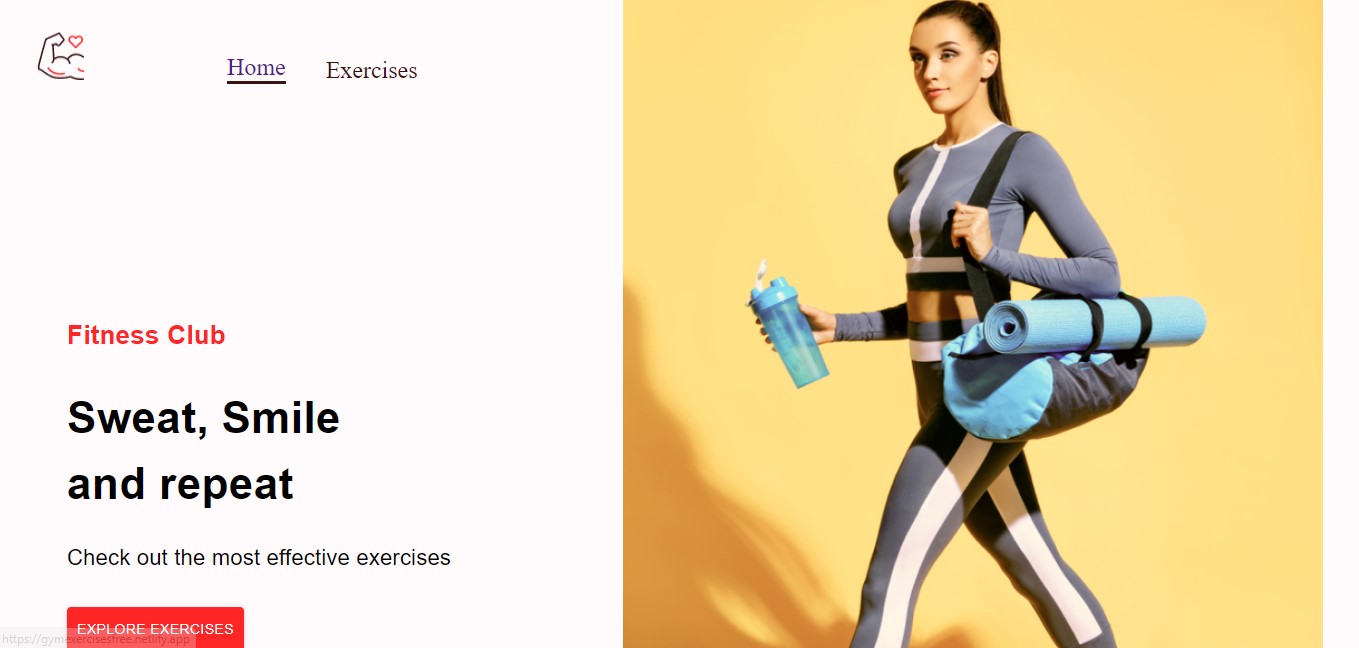 Home Exercises
Fitness Club
Sweat, Smile
and repeat
Check out the most effective exercises
EXPLORE EXERCISES
https://gymexercisesfree.netlify.app